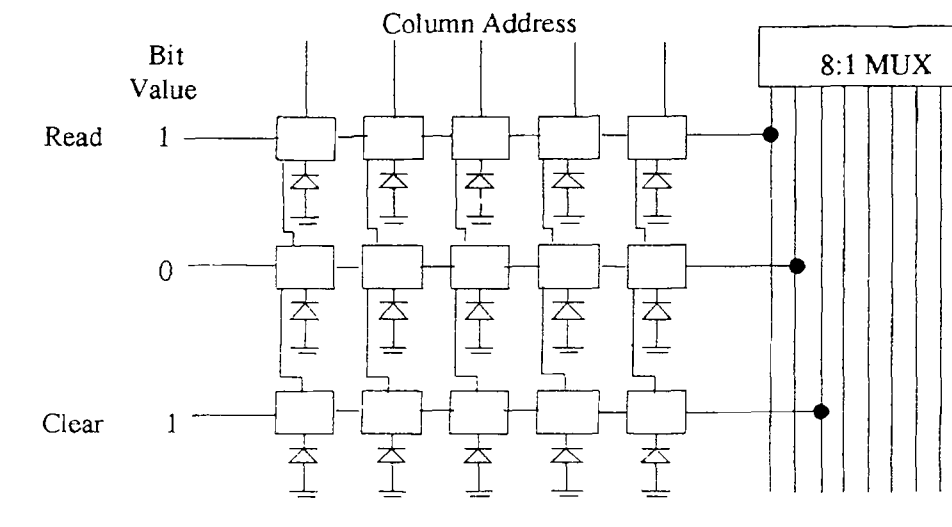 Column Address
Bit
Value
8:1 MUX
Read 1
0
Clear 1